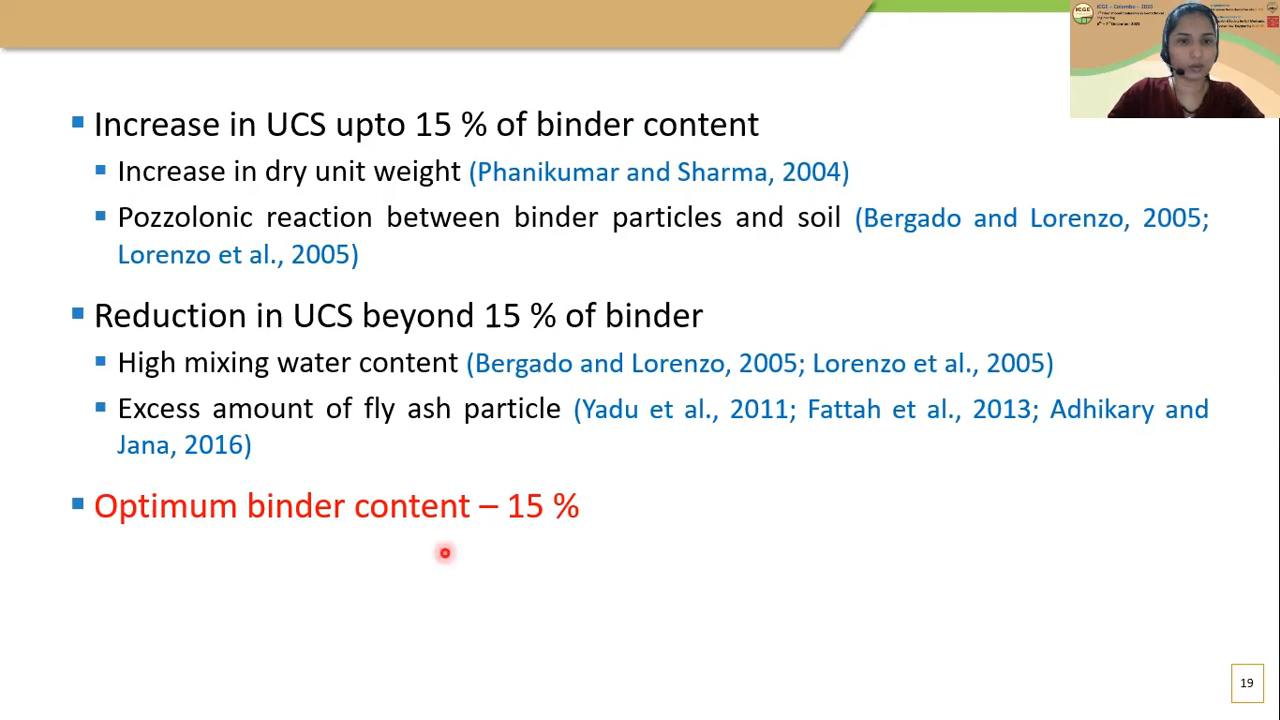 ICGE – Colombo – 2020
Increase in UCS upto 15 % of binder content
Increase in dry unit weight (Phanikumar and Sharma, 2004)
Pozzolonic reaction between binder particles and soil (Bergado and Lorenzo, 2005;
Lorenzo et al., 2005)
Reduction in UCS beyond 15 % of binder
High mixing water content (Bergado and Lorenzo, 2005; Lorenzo et al., 2005)
Excess amount of fly ash particle (Yadu et al., 2011; Fattah et al., 2013; Adhikary and
Jana, 2016)
Optimum binder content – 15 %
19